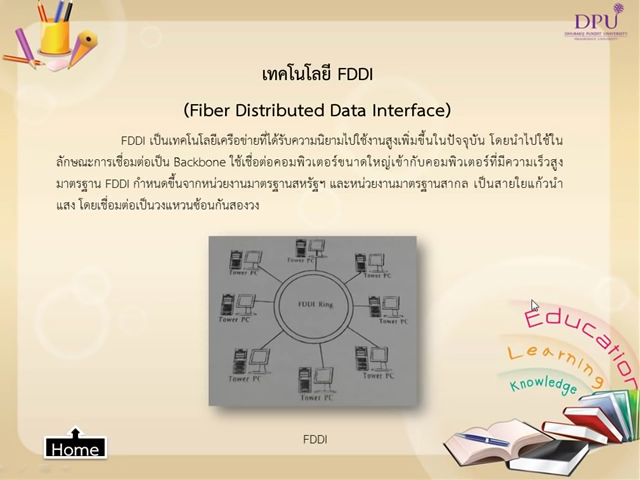 DPU
DHURAKIJ PUNDIT UNIVERSITY
เทคโนโลยี FDDI
(Fiber Distributed Data Interface)
FDDI เป็นเทคโนโลยีเครือข่ายที่ได้รับความนิยมาไปใช้งานสูงเพิ่มขึ้นในปัจจุบัน โดยนำไปใช้ใน
ลักษณะการเชื่อมต่อเป็น Backbone ใช้เชื่อต่อคอมพิวเตอร์ขนาดใหญ่เข้ากับคอมพิวเตอร์ที่มีความเร็วสูง
มาตรฐาน FDDI กำหนดขึ้นจากหน่วยงานมาตรฐานสหรัฐฯ และหน่วยงานมาตรฐานสากล เป็นสายใยแก้วนำ
แสง โดยเชื่อมต่อเป็นวงแหวนซ้อนกันสองวง
Tower PC
Tower PC
Tower PC
Tower PC
FDDI Ring
Tower PC
Tower PC
Tower PC
Tower PC
Education
Learning
Knowledge
Home
FDDI